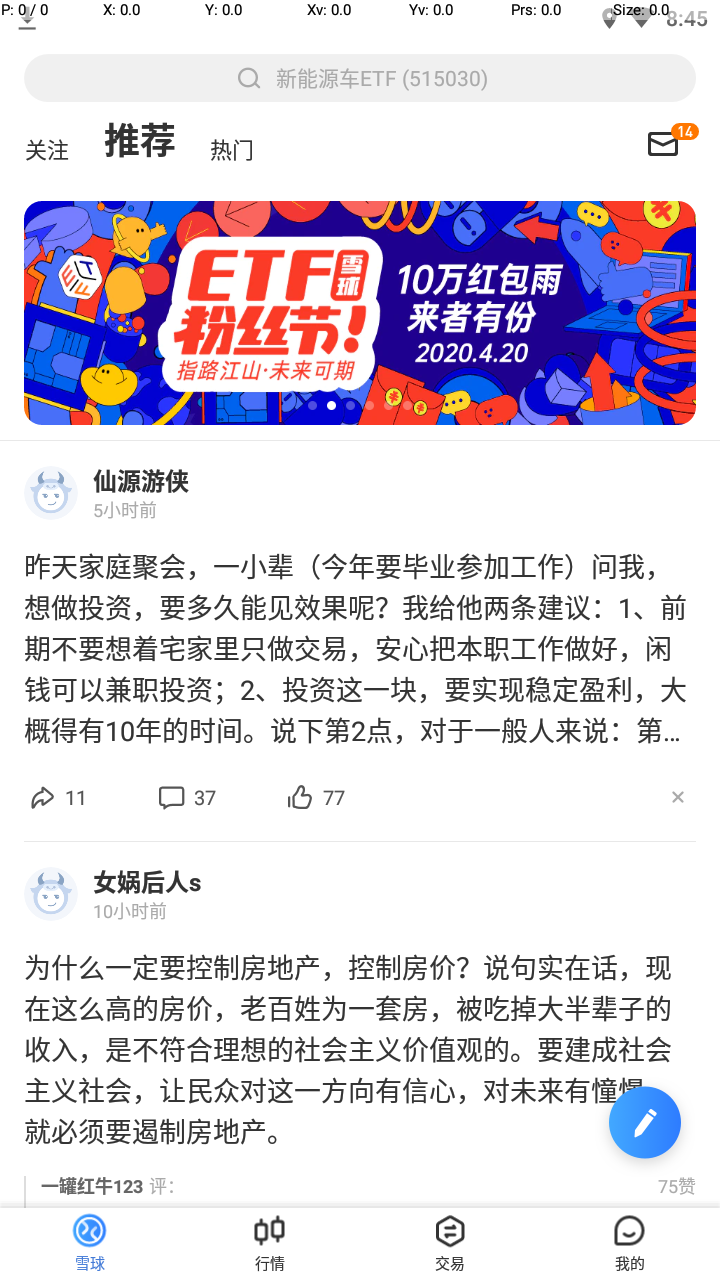 P: 0 / 0 X: 0.0 Y: 0.0 Xv: 0.0 Yv: 0.0 Prs: 0.0 Size: 0.0
8:45
新能源车ETF (515030)
关注 推荐 热门 14
ETF雪球
粉丝节!
指路江山·未来可期
10万红包雨
来者有份
2020.4.20
仙源游侠
5小时前
昨天家庭聚会，一小辈（今年要毕业参加工作）问我，
想做投资，要多久能见效果呢？我给他两条建议：1、前
期不要想着宅家里只做交易，安心把本职工作做好，闲
钱可以兼职投资；2、投资这一块，要实现稳定盈利，大
概得有10年的时间。说下第2点，对于一般人来说：第...
11 37 77
女娲后人s
10小时前
为什么一定要控制房地产，控制房价？说句实在话，现
在这么高的房价，老百姓为一套房，被吃掉大半辈子的
收入，是不符合理想的社会主义价值观的。要建成社会
主义社会，让民众对这一方向有信心，对未来有憧憬
就必须要遏制房地产。
一罐红牛123 评： 75赞
雪球 行情 交易 我的